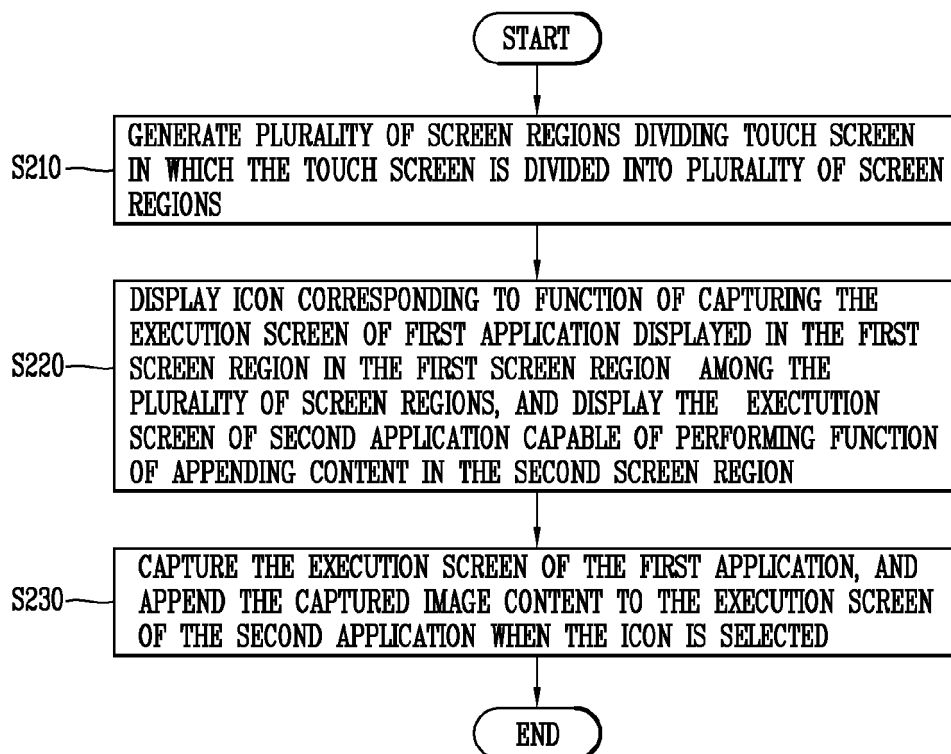 START
S210
GENERATE PLURALITY OF SCREEN REGIONS DIVIDING TOUCH SCREEN
IN WHICH THE TOUCH SCREEN IS DIVIDED INTO PLURALITY OF SCREEN
REGIONS
S220
DISPLAY ICON CORRESPONDING TO FUNCTION OF CAPTURING THE
EXECUTION SCREEN OF FIRST APPLICATION DISPLAYED IN THE FIRST
SCREEN REGION IN THE FIRST SCREEN REGION AMONG THE
PLURALITY OF SCREEN REGIONS, AND DISPLAY THE EXECTUTION
SCREEN OF SECOND APPLICATION CAPABLE OF PERFORMING FUNCTION
OF APPENDING CONTENT IN THE SECOND SCREEN REGION
S230
CAPTURE THE EXECUTION SCREEN OF THE FIRST APPLICATION, AND
APPEND THE CAPTURED IMAGE CONTENT TO THE EXECUTION SCREEN
OF THE SECOND APPLICATION WHEN THE ICON IS SELECTED
END